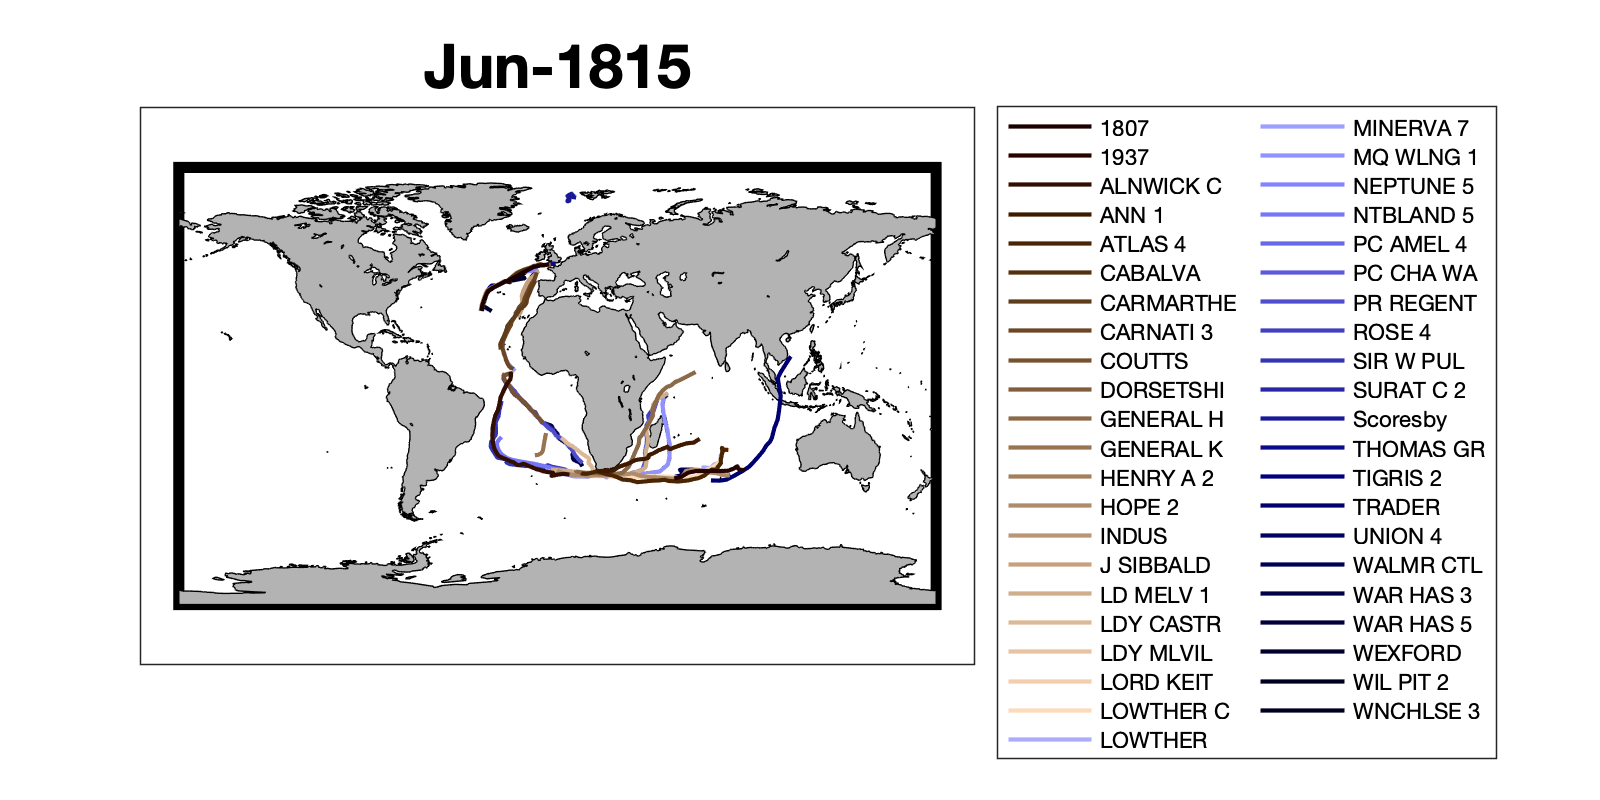 Jun-1815
1807
1937
ALNWICK C
ANN 1
ATLAS 4
CABALVA
CARMARTHE
CARNATI 3
COUTTS
DORSETSHI
GENERAL H
GENERAL K
HENRY A 2
HOPE 2
INDUS
J SIBBALD
LD MELV 1
LDY CASTR
LDY MLVIL
LORD KEIT
LOWTHER C
LOWTHER
MINERVA 7
MQ WLNG 1
NEPTUNE 5
NTBLAND 5
PC AMEL 4
PC CHA WA
PR REGENT
ROSE 4
SIR W PUL
SURAT C 2
Scoresby
THOMAS GR
TIGRIS 2
TRADER
UNION 4
WALMR CTL
WAR HAS 3
WAR HAS 5
WEXFORD
WIL PIT 2
WNCHLSE 3